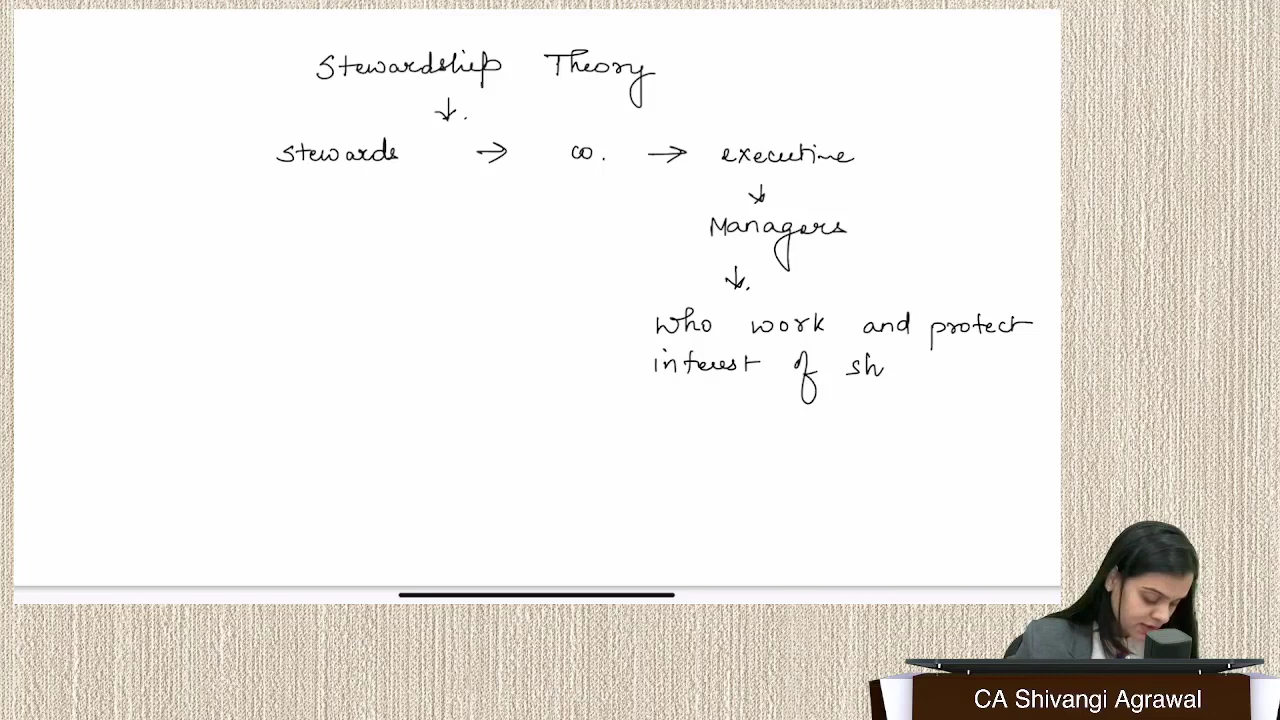 Stewardship Theory
↓.
Stewards → co. → executive
↓
Managers
↓.
who work and protect
interest of sh
CA Shivangi Agrawal